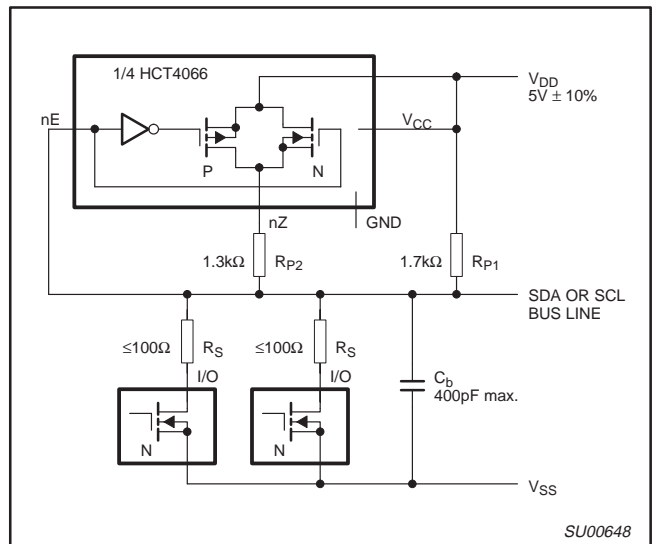 1/4 HCT4066
V_DD
5V ± 10%
nE
V_CC
P
N
nZ
GND
1.3kΩ
R_P2
1.7kΩ
R_P1
SDA OR SCL
BUS LINE
≤100Ω
R_S
≤100Ω
R_S
I/O
I/O
C_b
400pF max.
N
N
V_SS
SU00648